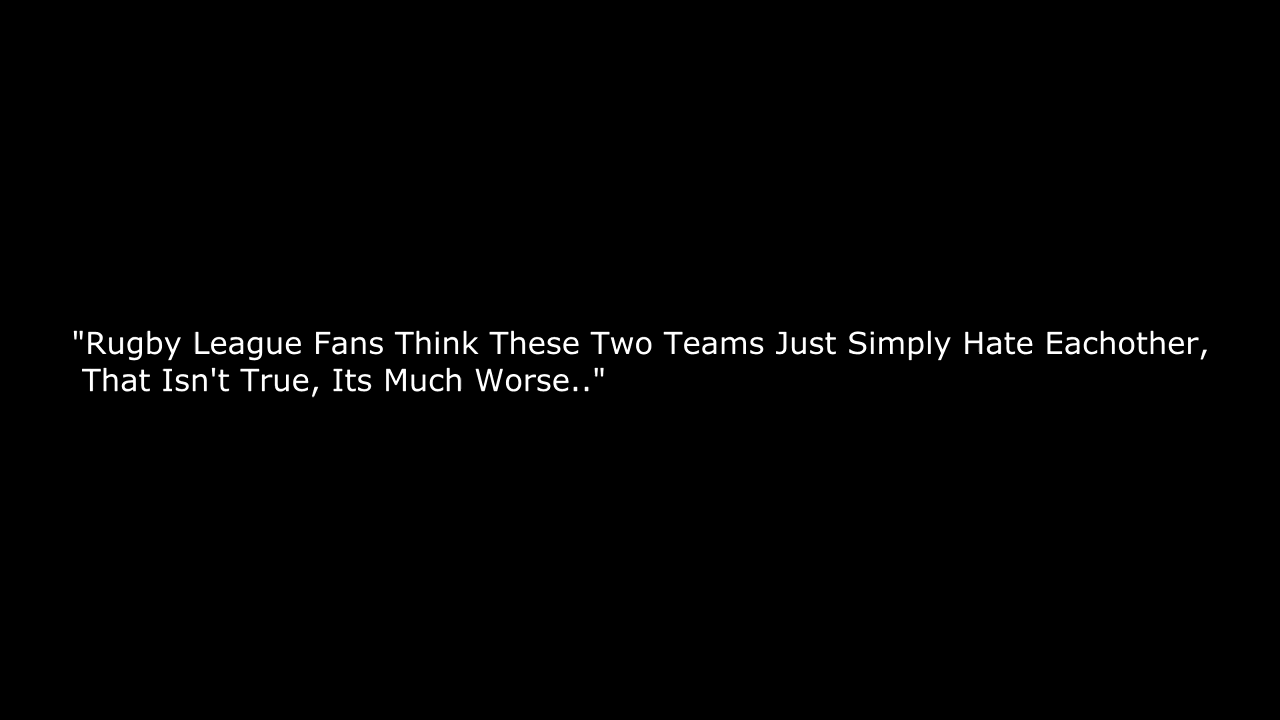 "Rugby League Fans Think These Two Teams Just Simply Hate Eachother,
That Isn't True, Its Much Worse.."